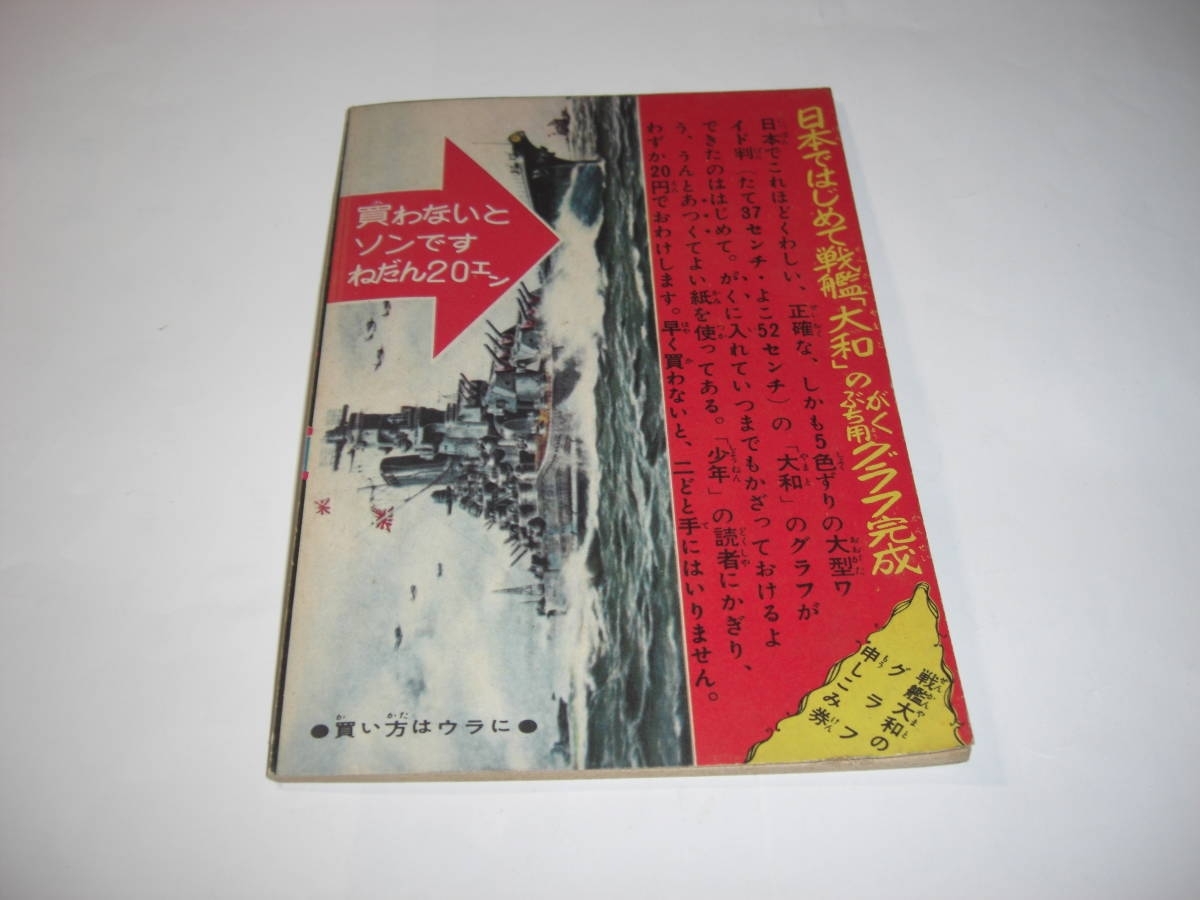 日本ではじめて戦艦「大和」のがくぶち用グラフ完成
日本でこれほどくわしい、正確な、しかも5色ずりの大型ワ
イド判(たて37センチ・よこ52センチ)の「大和」のグラフが
できたのははじめて。がくに入れていつまでもかざっておけるよ
う、うんとあつくてよい紙を使ってある。「少年」の読者にかぎり、
わずか20円でおわけします。早く買わないと、二どと手にはいりません。
買わないと
ソンです
ねだん20エン
戦艦大和の
グラフ
申しこみ券
●買い方はウラに●